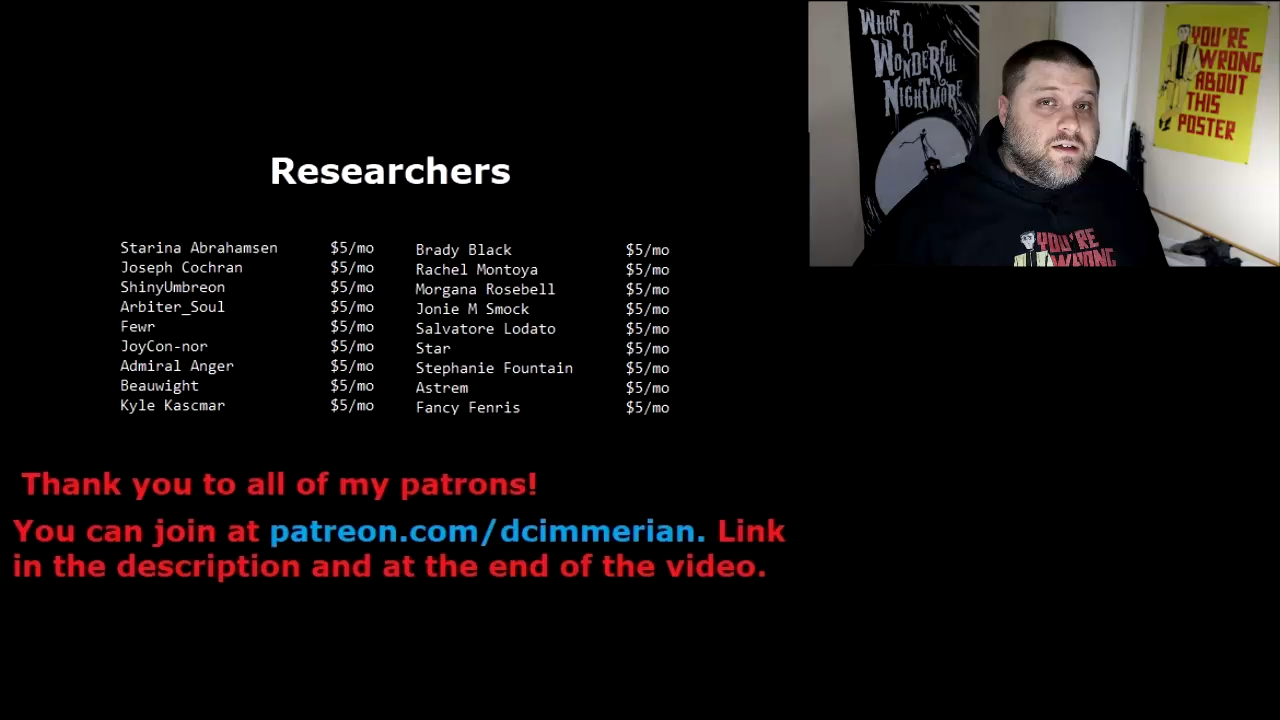 WHAT
A
WONDERFUL
NIGHTMARE
YOU'RE
WRONG
ABOUT
THIS
POSTER
YOU'RE
WRONG
Researchers
Starina Abrahamsen $5/mo
Joseph Cochran $5/mo
ShinyUmbreon $5/mo
Arbiter_Soul $5/mo
Fewr $5/mo
JoyCon-nor $5/mo
Admiral Anger $5/mo
Beauwight $5/mo
Kyle Kascmar $5/mo
Brady Black $5/mo
Rachel Montoya $5/mo
Morgana Rosebell $5/mo
Jonie M Smock $5/mo
Salvatore Lodato $5/mo
Star $5/mo
Stephanie Fountain $5/mo
Astrem $5/mo
Fancy Fenris $5/mo
Thank you to all of my patrons!
You can join at patreon.com/dcimmerian. Link
in the description and at the end of the video.